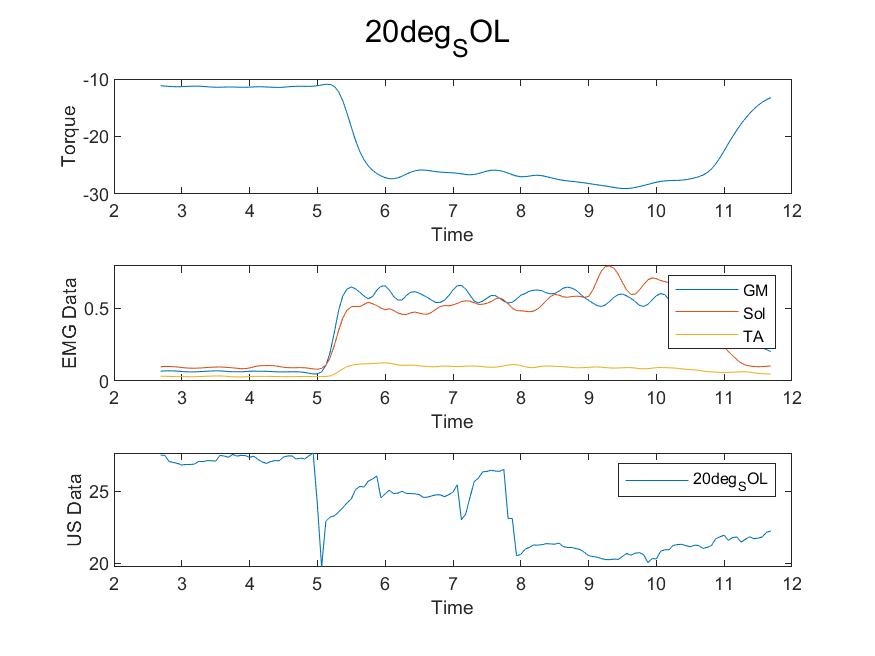 20deg_SOL
-10
-20
-30
Torque
2 3 4 5 6 7 8 9 10 11 12
Time
0.5
0
EMG Data
GM
Sol
TA
2 3 4 5 6 7 8 9 10 11 12
Time
25
20
US Data
20deg_SOL
2 3 4 5 6 7 8 9 10 11 12
Time